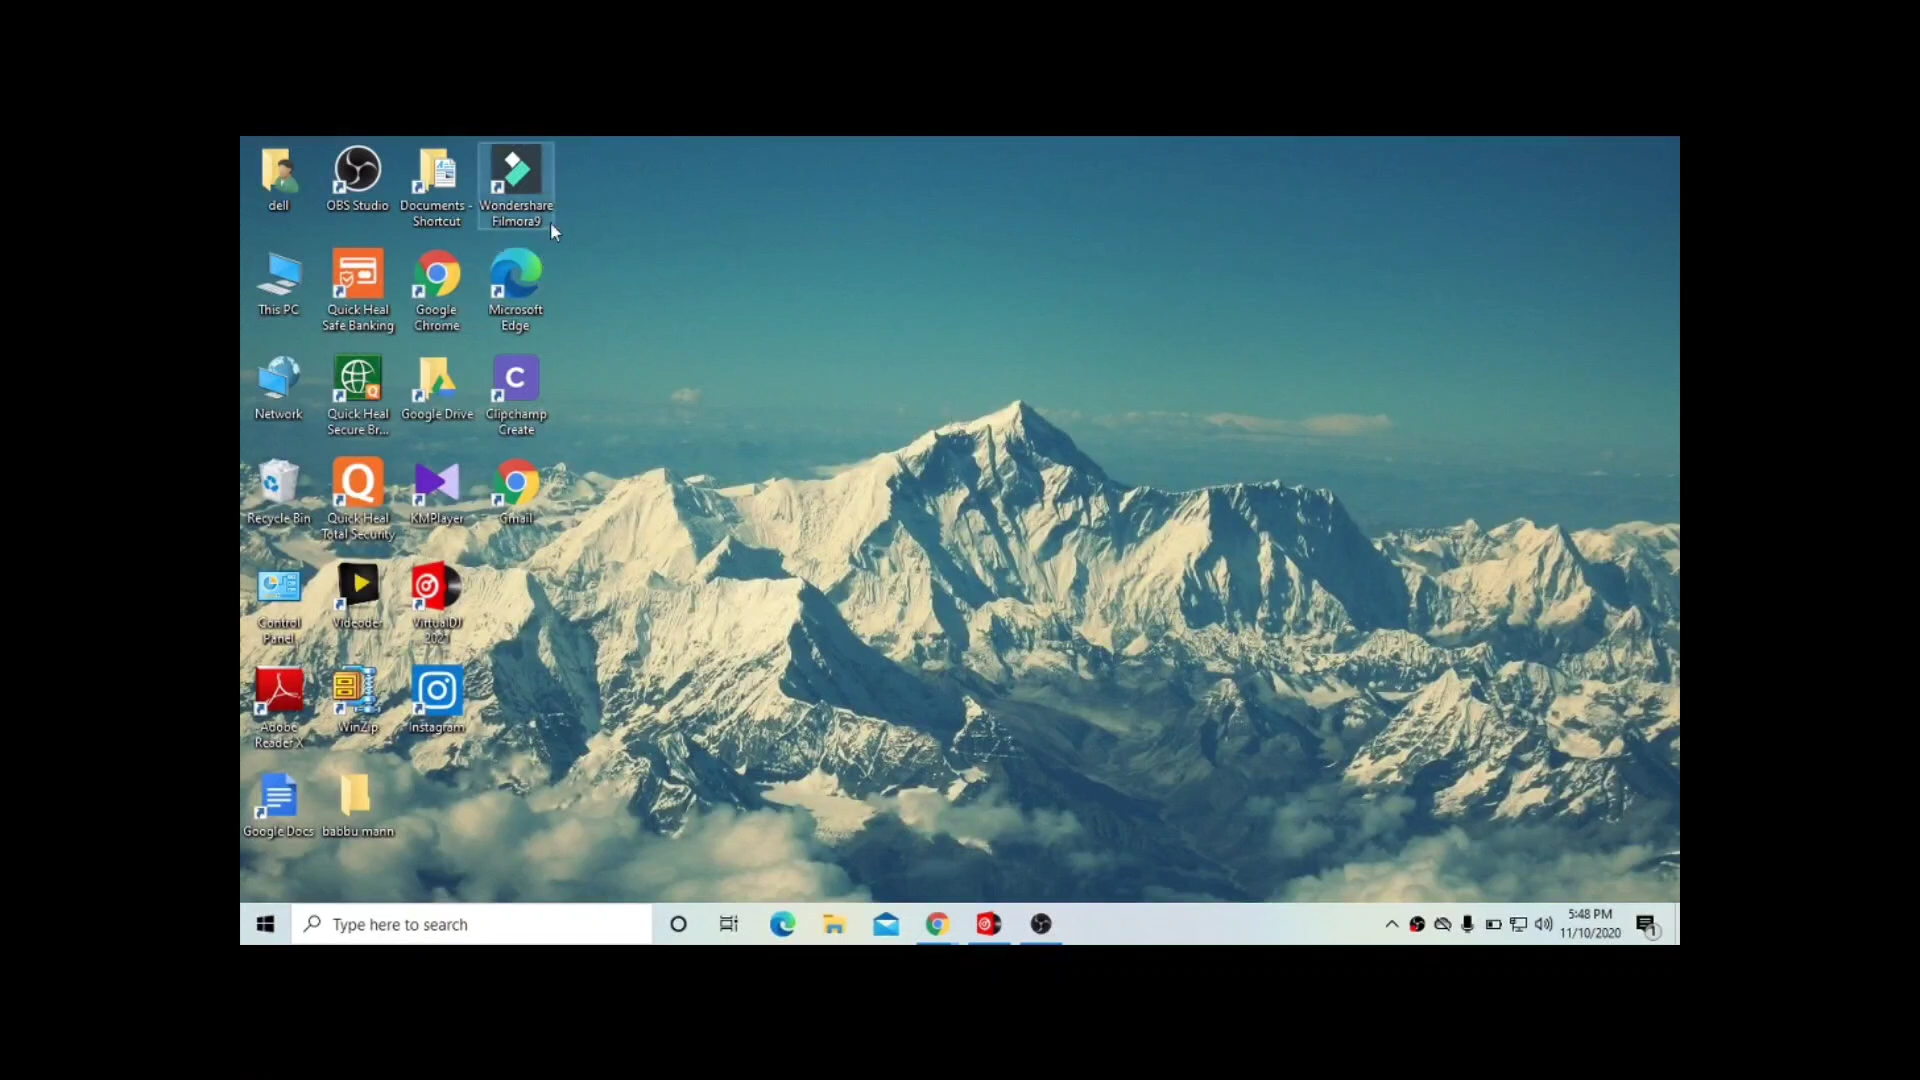 dell
OBS Studio
Documents -
Shortcut
Wondershare
Filmora9
This PC
Quick Heal
Safe Banking
Google
Chrome
Microsoft
Edge
Network
Quick Heal
Secure Br...
Google Drive
C
Clipchamp
Create
Recycle Bin
Q
Quick Heal
Total Security
KMPlayer
Gmail
Control
Panel
Videoder
VirtualDJ
2021
Adobe
Reader X
WinZip
Instagram
Google Docs
babbu mann
Type here to search
5:48 PM
11/10/2020
1